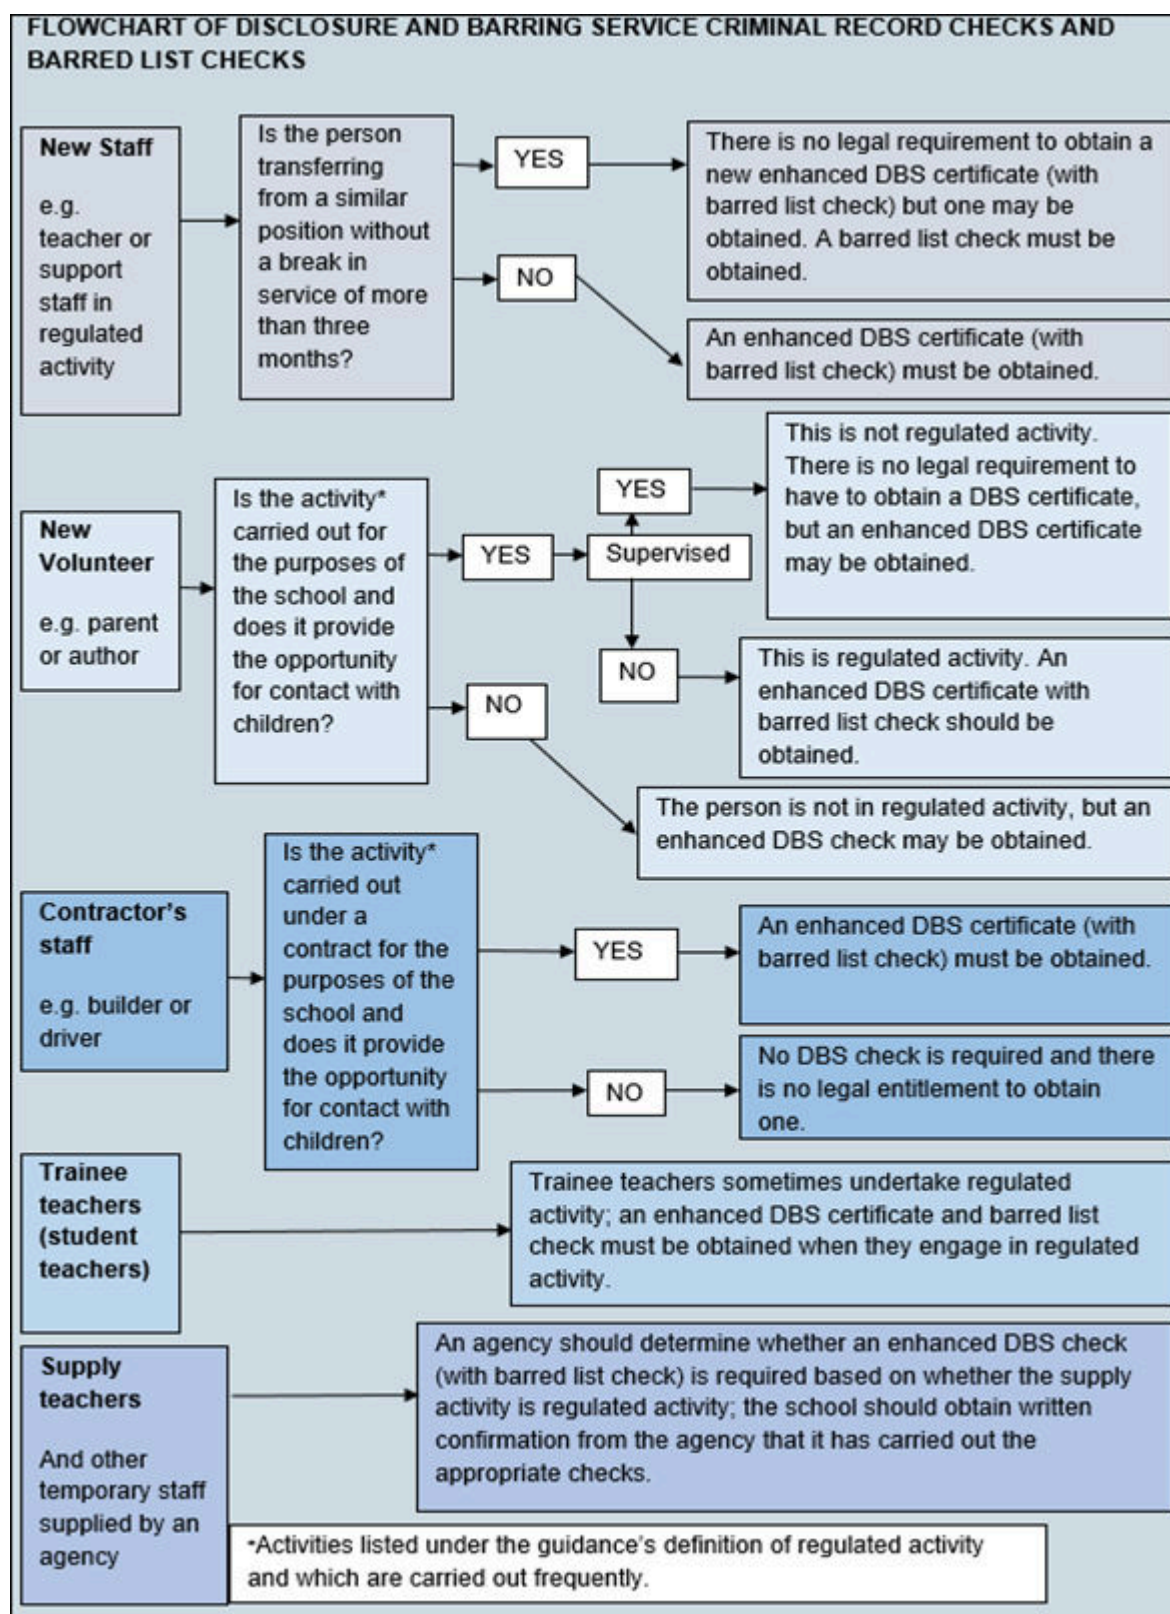 FLOWCHART OF DISCLOSURE AND BARRING SERVICE CRIMINAL RECORD CHECKS AND
BARRED LIST CHECKS
New Staff
e.g.
teacher or
support
staff in
regulated
activity
Is the person
transferring
from a similar
position without
a break in
service of more
than three
months?
YES
There is no legal requirement to obtain a
new enhanced DBS certificate (with
barred list check) but one may be
obtained. A barred list check must be
obtained.
NO
An enhanced DBS certificate (with
barred list check) must be obtained.
New
Volunteer
e.g. parent
or author
Is the activity*
carried out for
the purposes of
the school and
does it provide
the opportunity
for contact with
children?
YES
Supervised
YES
This is not regulated activity.
There is no legal requirement to
have to obtain a DBS certificate,
but an enhanced DBS certificate
may be obtained.
NO
This is regulated activity. An
enhanced DBS certificate with
barred list check should be
obtained.
NO
The person is not in regulated activity, but an
enhanced DBS check may be obtained.
Contractor's
staff
e.g. builder or
driver
Is the activity*
carried out
under a
contract for the
purposes of the
school and
does it provide
the opportunity
for contact with
children?
YES
An enhanced DBS certificate (with
barred list check) must be obtained.
NO
No DBS check is required and there
is no legal entitlement to obtain
one.
Trainee
teachers
(student
teachers)
Trainee teachers sometimes undertake regulated
activity; an enhanced DBS certificate and barred list
check must be obtained when they engage in regulated
activity.
Supply
teachers
And other
temporary staff
supplied by an
agency
An agency should determine whether an enhanced DBS check
(with barred list check) is required based on whether the supply
activity is regulated activity; the school should obtain written
confirmation from the agency that it has carried out the
appropriate checks.
*Activities listed under the guidance's definition of regulated activity
and which are carried out frequently.